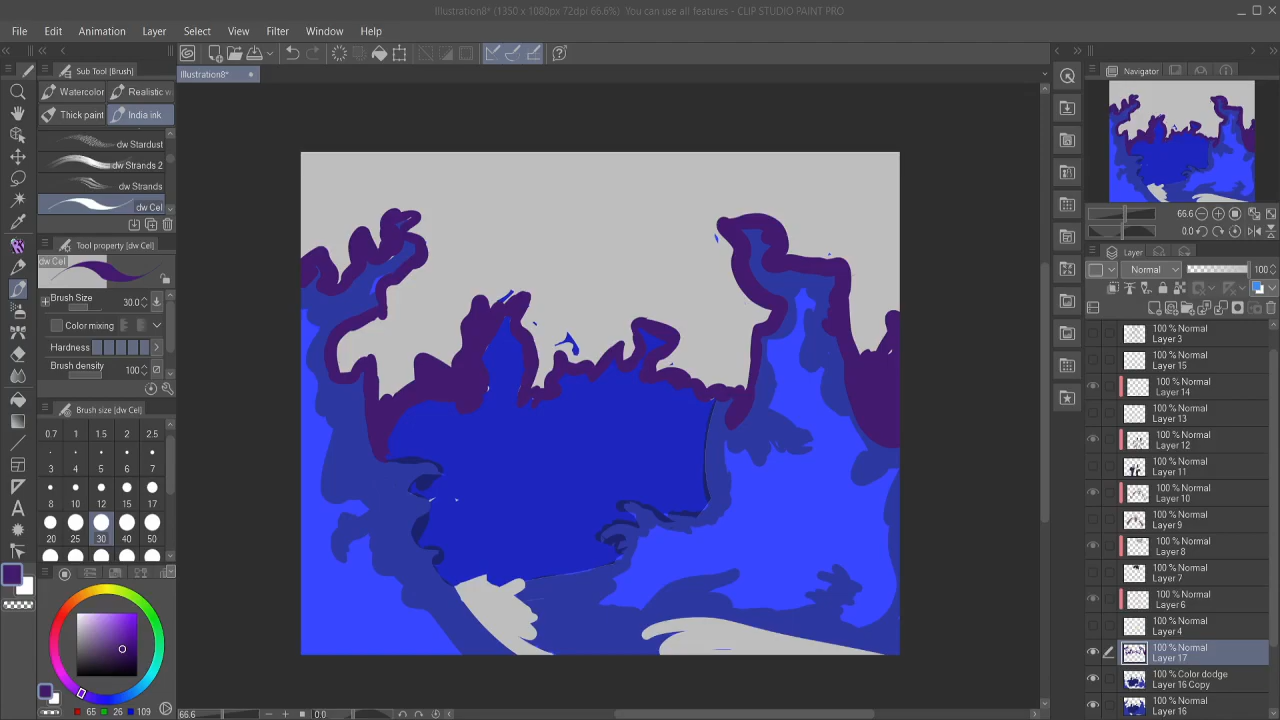 Illustration8* (1350 x 1080px 72dpi 66.6%)  You can use all features - CLIP STUDIO PAINT PRO
File Edit Animation Layer Select View Filter Window Help
Sub Tool [Brush]
Illustration8*
Navigator
Watercolor Realistic w
Thick paint India ink
dw Stardust
dw Strands 2
dw Strands
dw Cel
Tool property [dw Cel]
dw Cel
Brush Size 30.0
Color mixing
Hardness
Brush density 100
Brush size [dw Cel]
0.7 1 1.5 2 2.5
3 4 5 6 7
8 10 12 15 17
20 25 30 40 50
65 26 109
66.6 0.0
66.6
0.0
Layer
Normal 100
100 % Normal
Layer 3
100 % Normal
Layer 15
100 % Normal
Layer 14
100 % Normal
Layer 13
100 % Normal
Layer 12
100 % Normal
Layer 11
100 % Normal
Layer 10
100 % Normal
Layer 9
100 % Normal
Layer 8
100 % Normal
Layer 7
100 % Normal
Layer 6
100 % Normal
Layer 4
100 % Normal
Layer 17
100 % Color dodge
Layer 16 Copy
100 % Normal
Layer 16